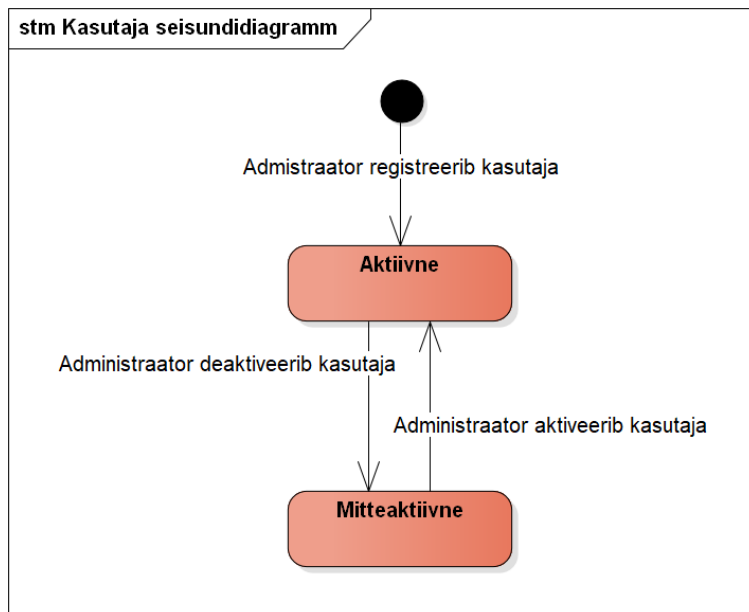 stm Kasutaja seisundidiagramm
Admistraator registreerib kasutaja
Aktiivne
Administraator deaktiveerib kasutaja
Administraator aktiveerib kasutaja
Mitteaktiivne